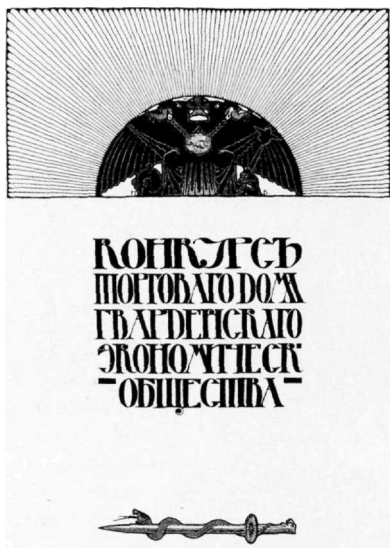 КОНКУРСЪ
ТОРГОВАГО ДОМА
ГВАРДЕЙСКАГО
ЭКОНОМИЧЕСК
-ОБЩЕСТВА-